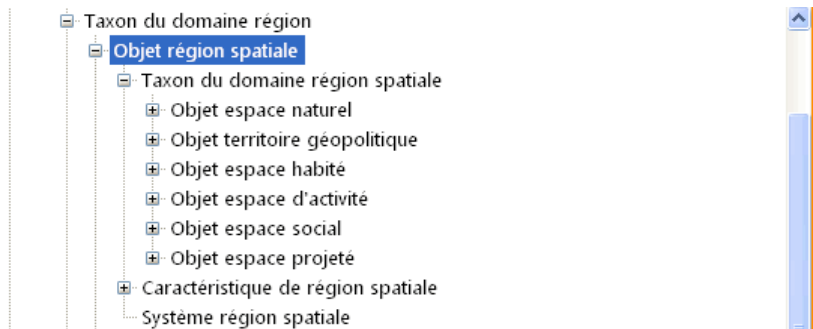 Taxon du domaine région
Objet région spatiale
Taxon du domaine région spatiale
Objet espace naturel
Objet territoire géopolitique
Objet espace habité
Objet espace d'activité
Objet espace social
Objet espace projeté
Caractéristique de région spatiale
Système région spatiale